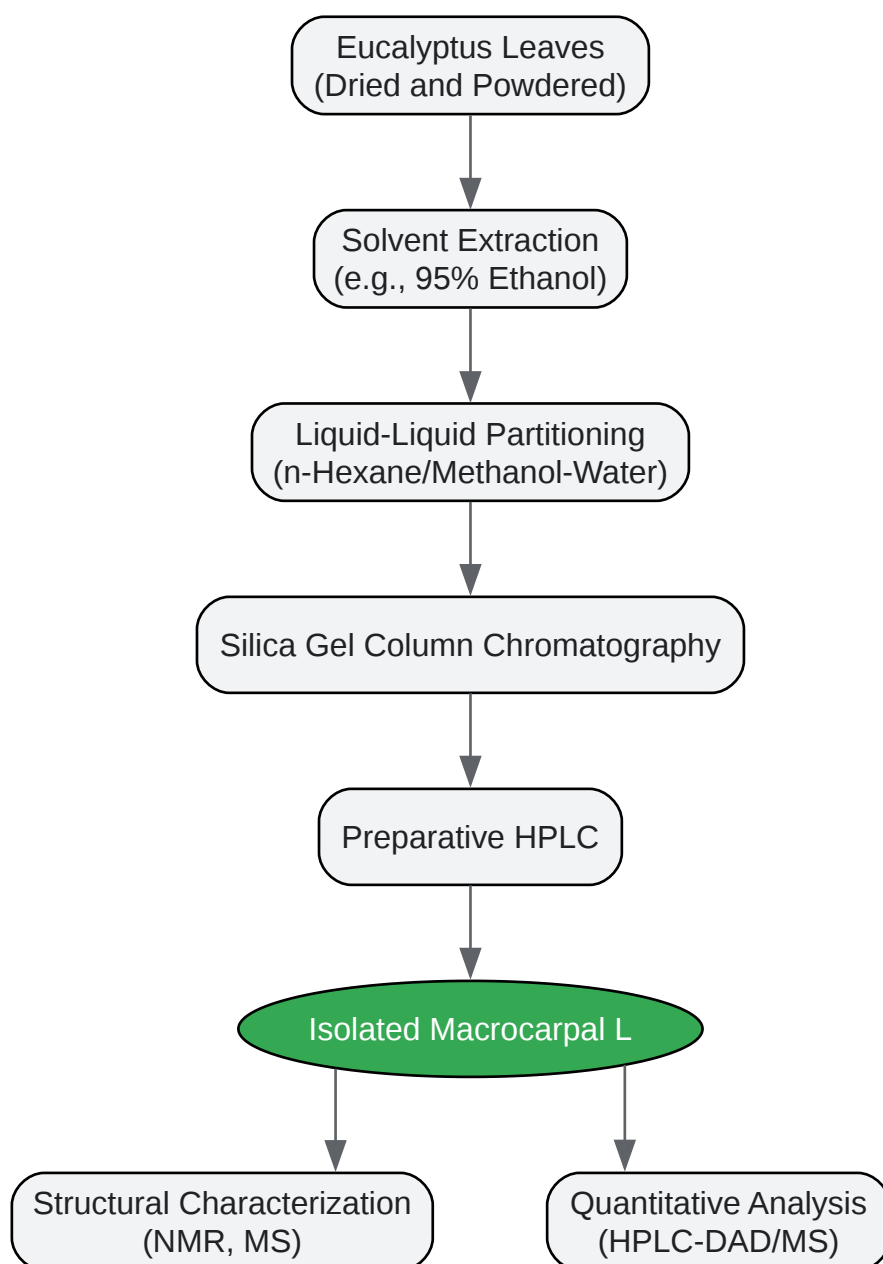 Eucalyptus Leaves
(Dried and Powdered)
Solvent Extraction
(e.g., 95% Ethanol)
Liquid-Liquid Partitioning
(n-Hexane/Methanol-Water)
Silica Gel Column Chromatography
Preparative HPLC
Isolated Macrocarpal L
Structural Characterization
(NMR, MS)
Quantitative Analysis
(HPLC-DAD/MS)